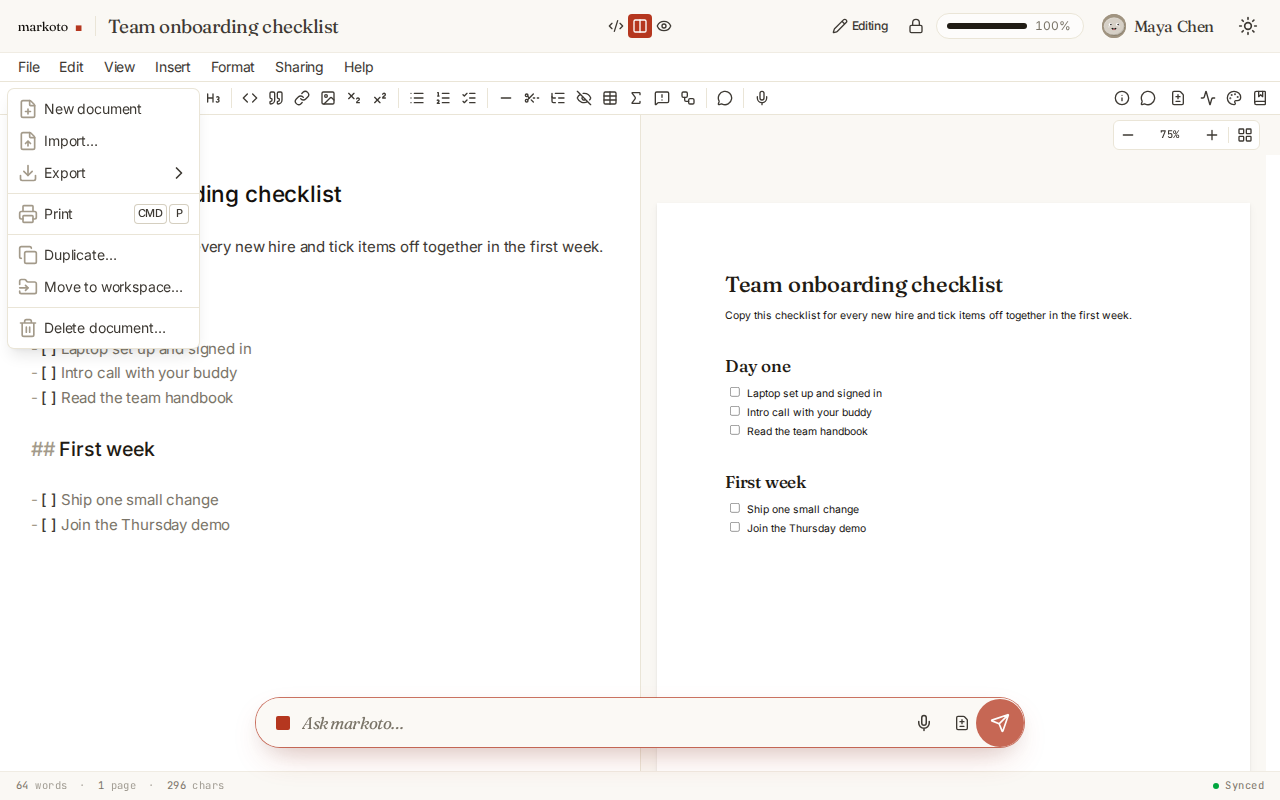 markoto
Team onboarding checklist
Editing
100%
Maya Chen
File Edit View Insert Format Sharing Help
H3
New document
Import...
Export
Print CMD P
Duplicate...
Move to workspace...
Delete document...
75%
ding checklist
very new hire and tick items off together in the first week.
- [ ] Laptop set up and signed in
- [ ] Intro call with your buddy
- [ ] Read the team handbook
## First week
- [ ] Ship one small change
- [ ] Join the Thursday demo
Team onboarding checklist
Copy this checklist for every new hire and tick items off together in the first week.
Day one
Laptop set up and signed in
Intro call with your buddy
Read the team handbook
First week
Ship one small change
Join the Thursday demo
Ask markoto...
64 words · 1 page · 296 chars
Synced